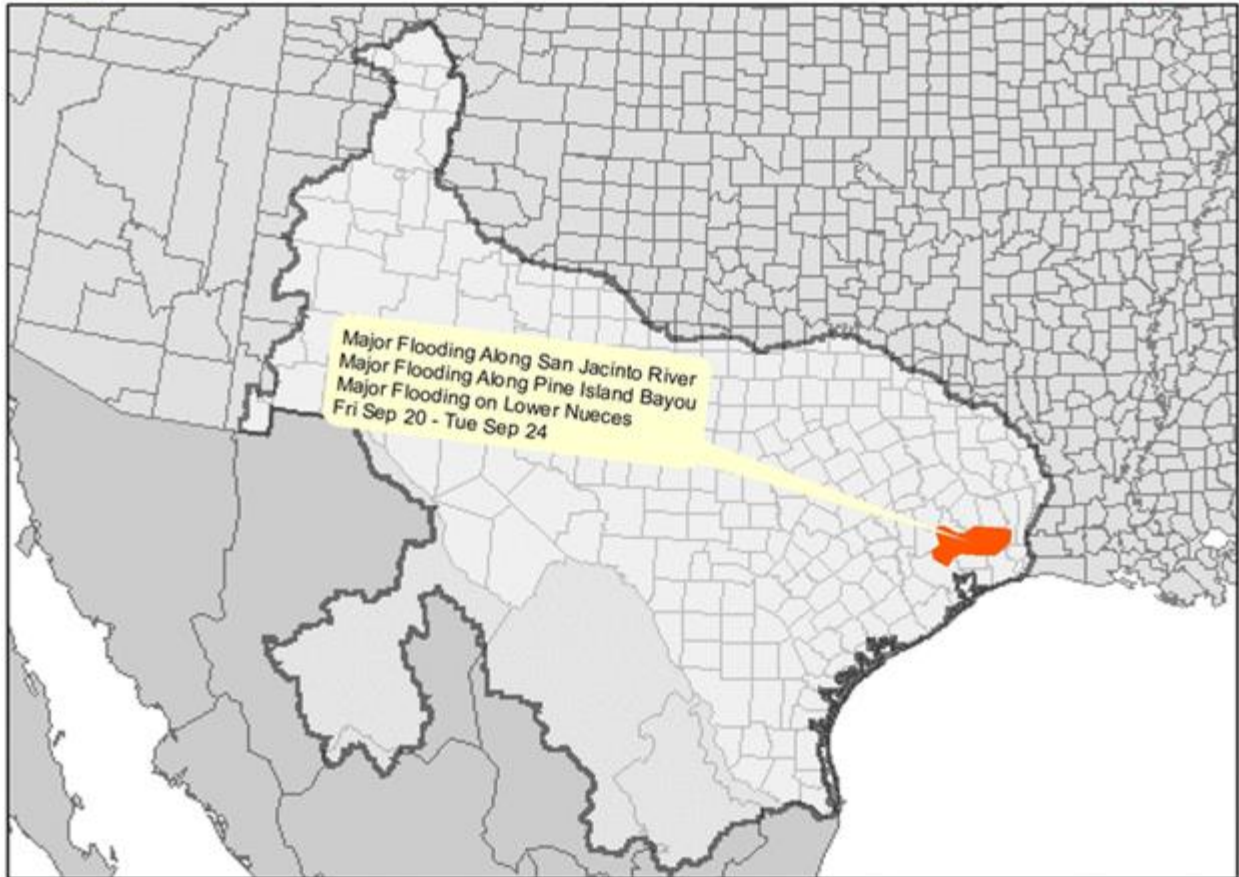 Major Flooding Along San Jacinto River
Major Flooding Along Pine Island Bayou
Major Flooding on Lower Nueces
Fri Sep 20 - Tue Sep 24